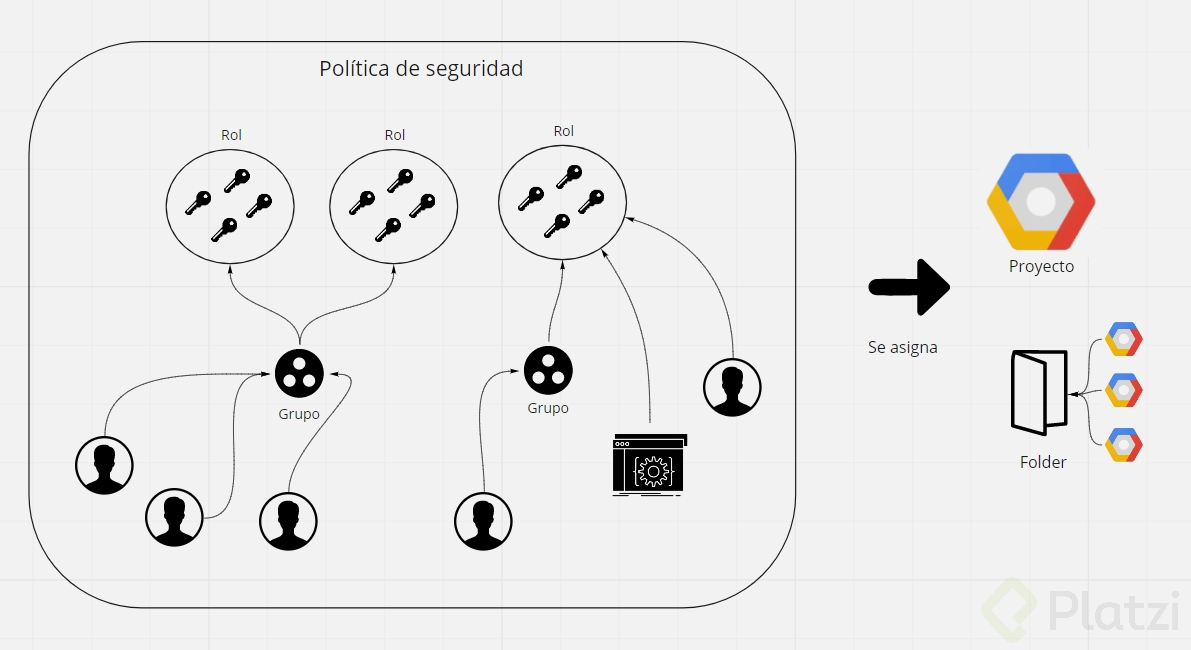 Política de seguridad
Rol
Rol
Rol
Grupo
Grupo
Se asigna
Proyecto
Folder
Platzi